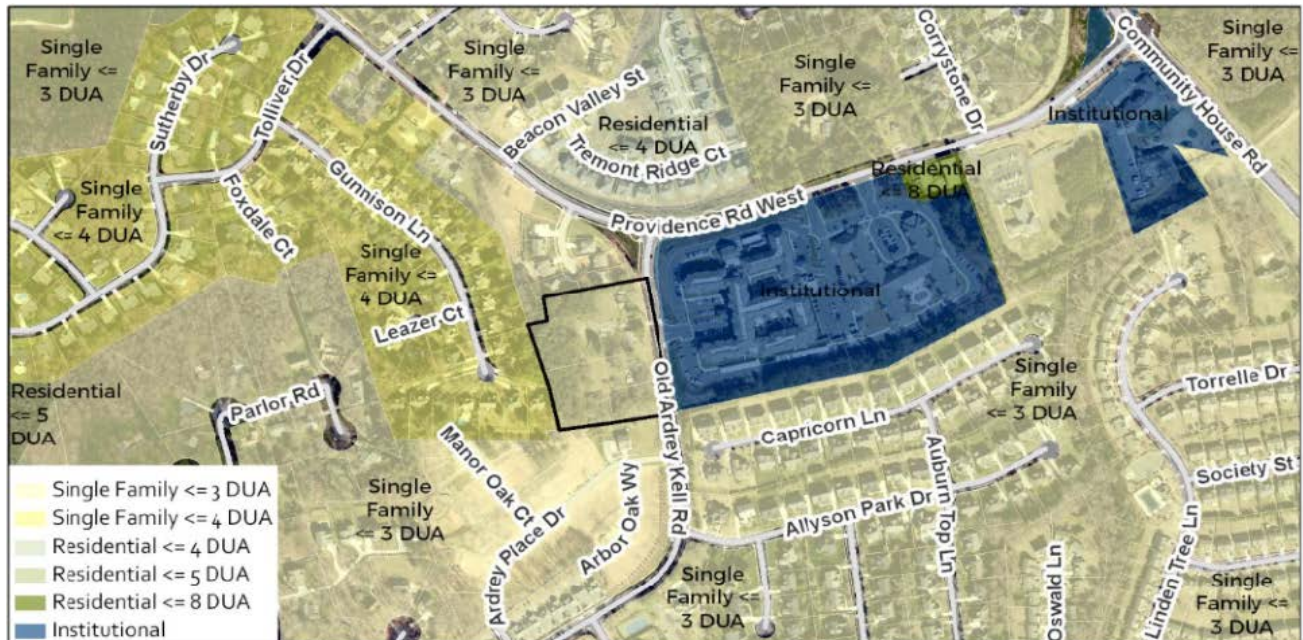 Single
Family <=
3 DUA
Sutherby Dr
Tolliver Dr
Single
Family <=
3 DUA
Beacon Valley St
Residential
<= 4 DUA
Tremont Ridge Ct
Single
Family <=
3 DUA
Corrystone Dr
Community House Rd
Single
Family <=
3 DUA
Institutional
Residential
<= 8 DUA
Providence Rd West
Gunnison Ln
Foxdale Ct
Single
Family
<= 4 DUA
Single
Family <=
4 DUA
Leazer Ct
Institutional
Old Ardrey Kell Rd
Residential
<= 5
DUA
Parlor Rd
Manor Oak Ct
Single
Family
<= 3 DUA
Ardrey Place Dr
Arbor Oak Wy
Capricorn Ln
Single
Family
<= 3 DUA
Auburn Top Ln
Allyson Park Dr
Torrelle Dr
Society St
Linden Tree Ln
Oswald Ln
Single
Family <=
3 DUA
Single
Family <=
3 DUA
Single Family <= 3 DUA
Single Family <= 4 DUA
Residential <= 4 DUA
Residential <= 5 DUA
Residential <= 8 DUA
Institutional